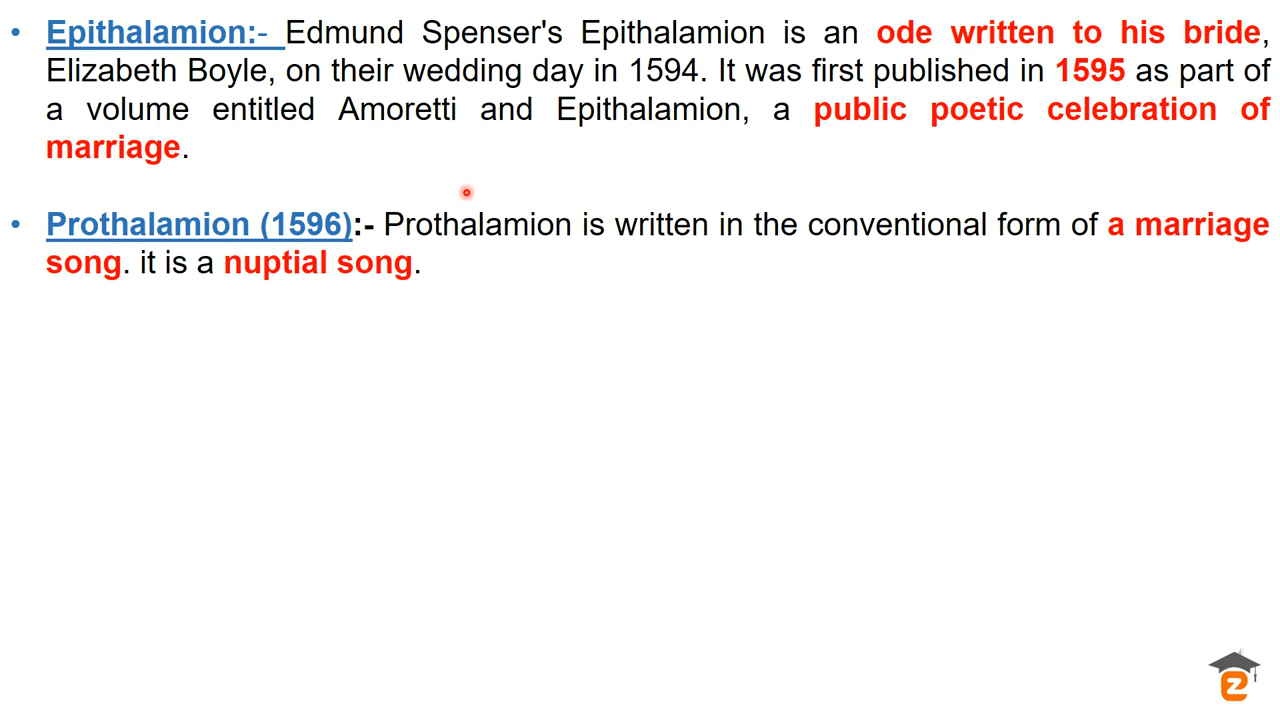 • Epithalamion:- Edmund Spenser's Epithalamion is an ode written to his bride,
Elizabeth Boyle, on their wedding day in 1594. It was first published in 1595 as part of
a volume entitled Amoretti and Epithalamion, a public poetic celebration of
marriage.
• Prothalamion (1596):- Prothalamion is written in the conventional form of a marriage
song. it is a nuptial song.
z